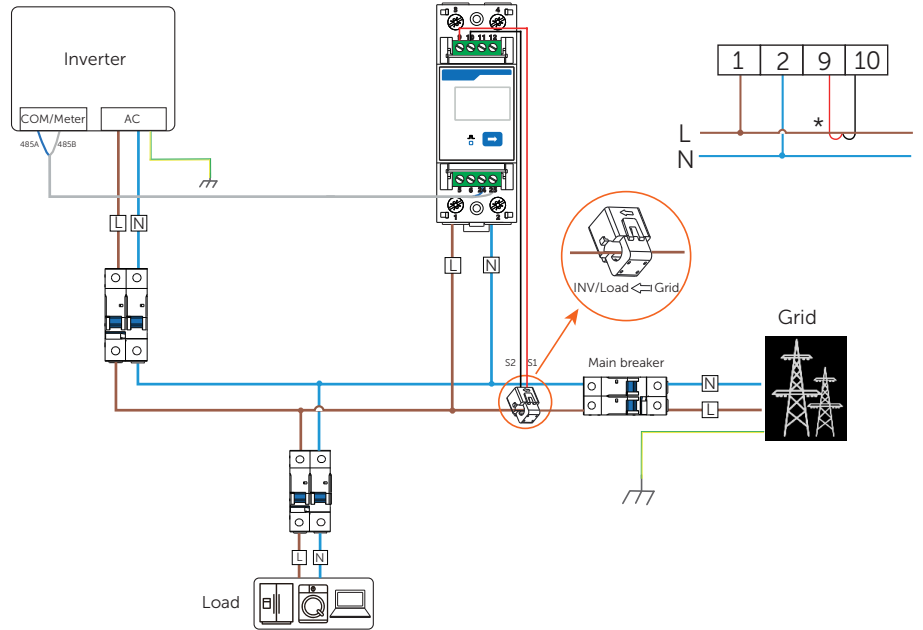 Inverter
COM/Meter
AC
485A
485B
L
N
3
4
9 10 11 12
5 6 24 25
1
2
L
N
1 2 9 10
*
L
N
INV/Load Grid
S2
S1
Main breaker
Grid
N
L
L
N
Load